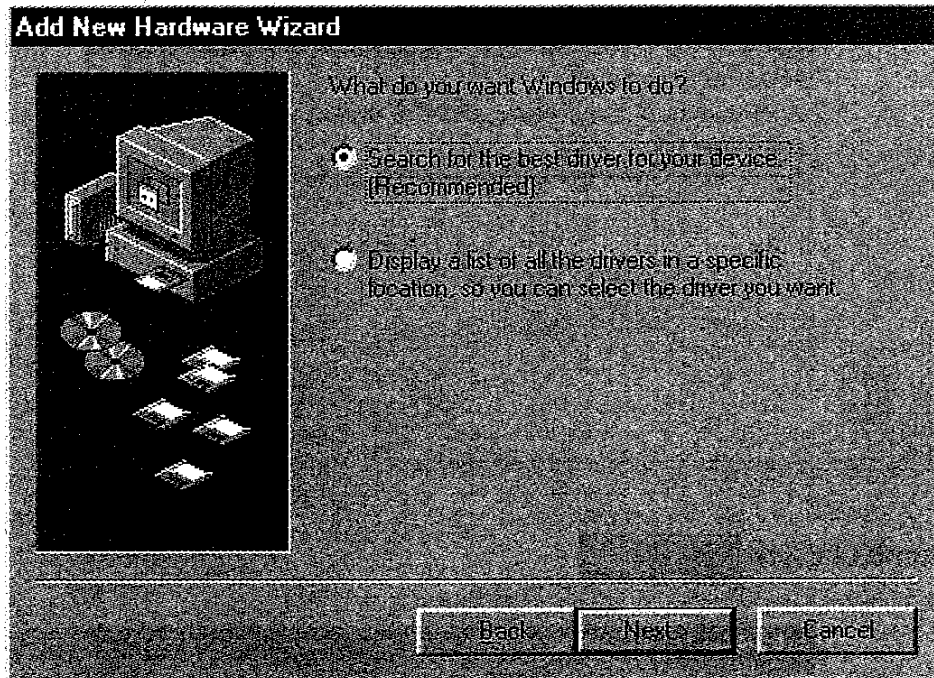 Add New Hardware Wizard
What do you want Windows to do?
Search for the best driver for your device.
(Recommended)
Display a list of all the drivers in a specific
location, so you can select the driver you want.
Back
Next
Cancel